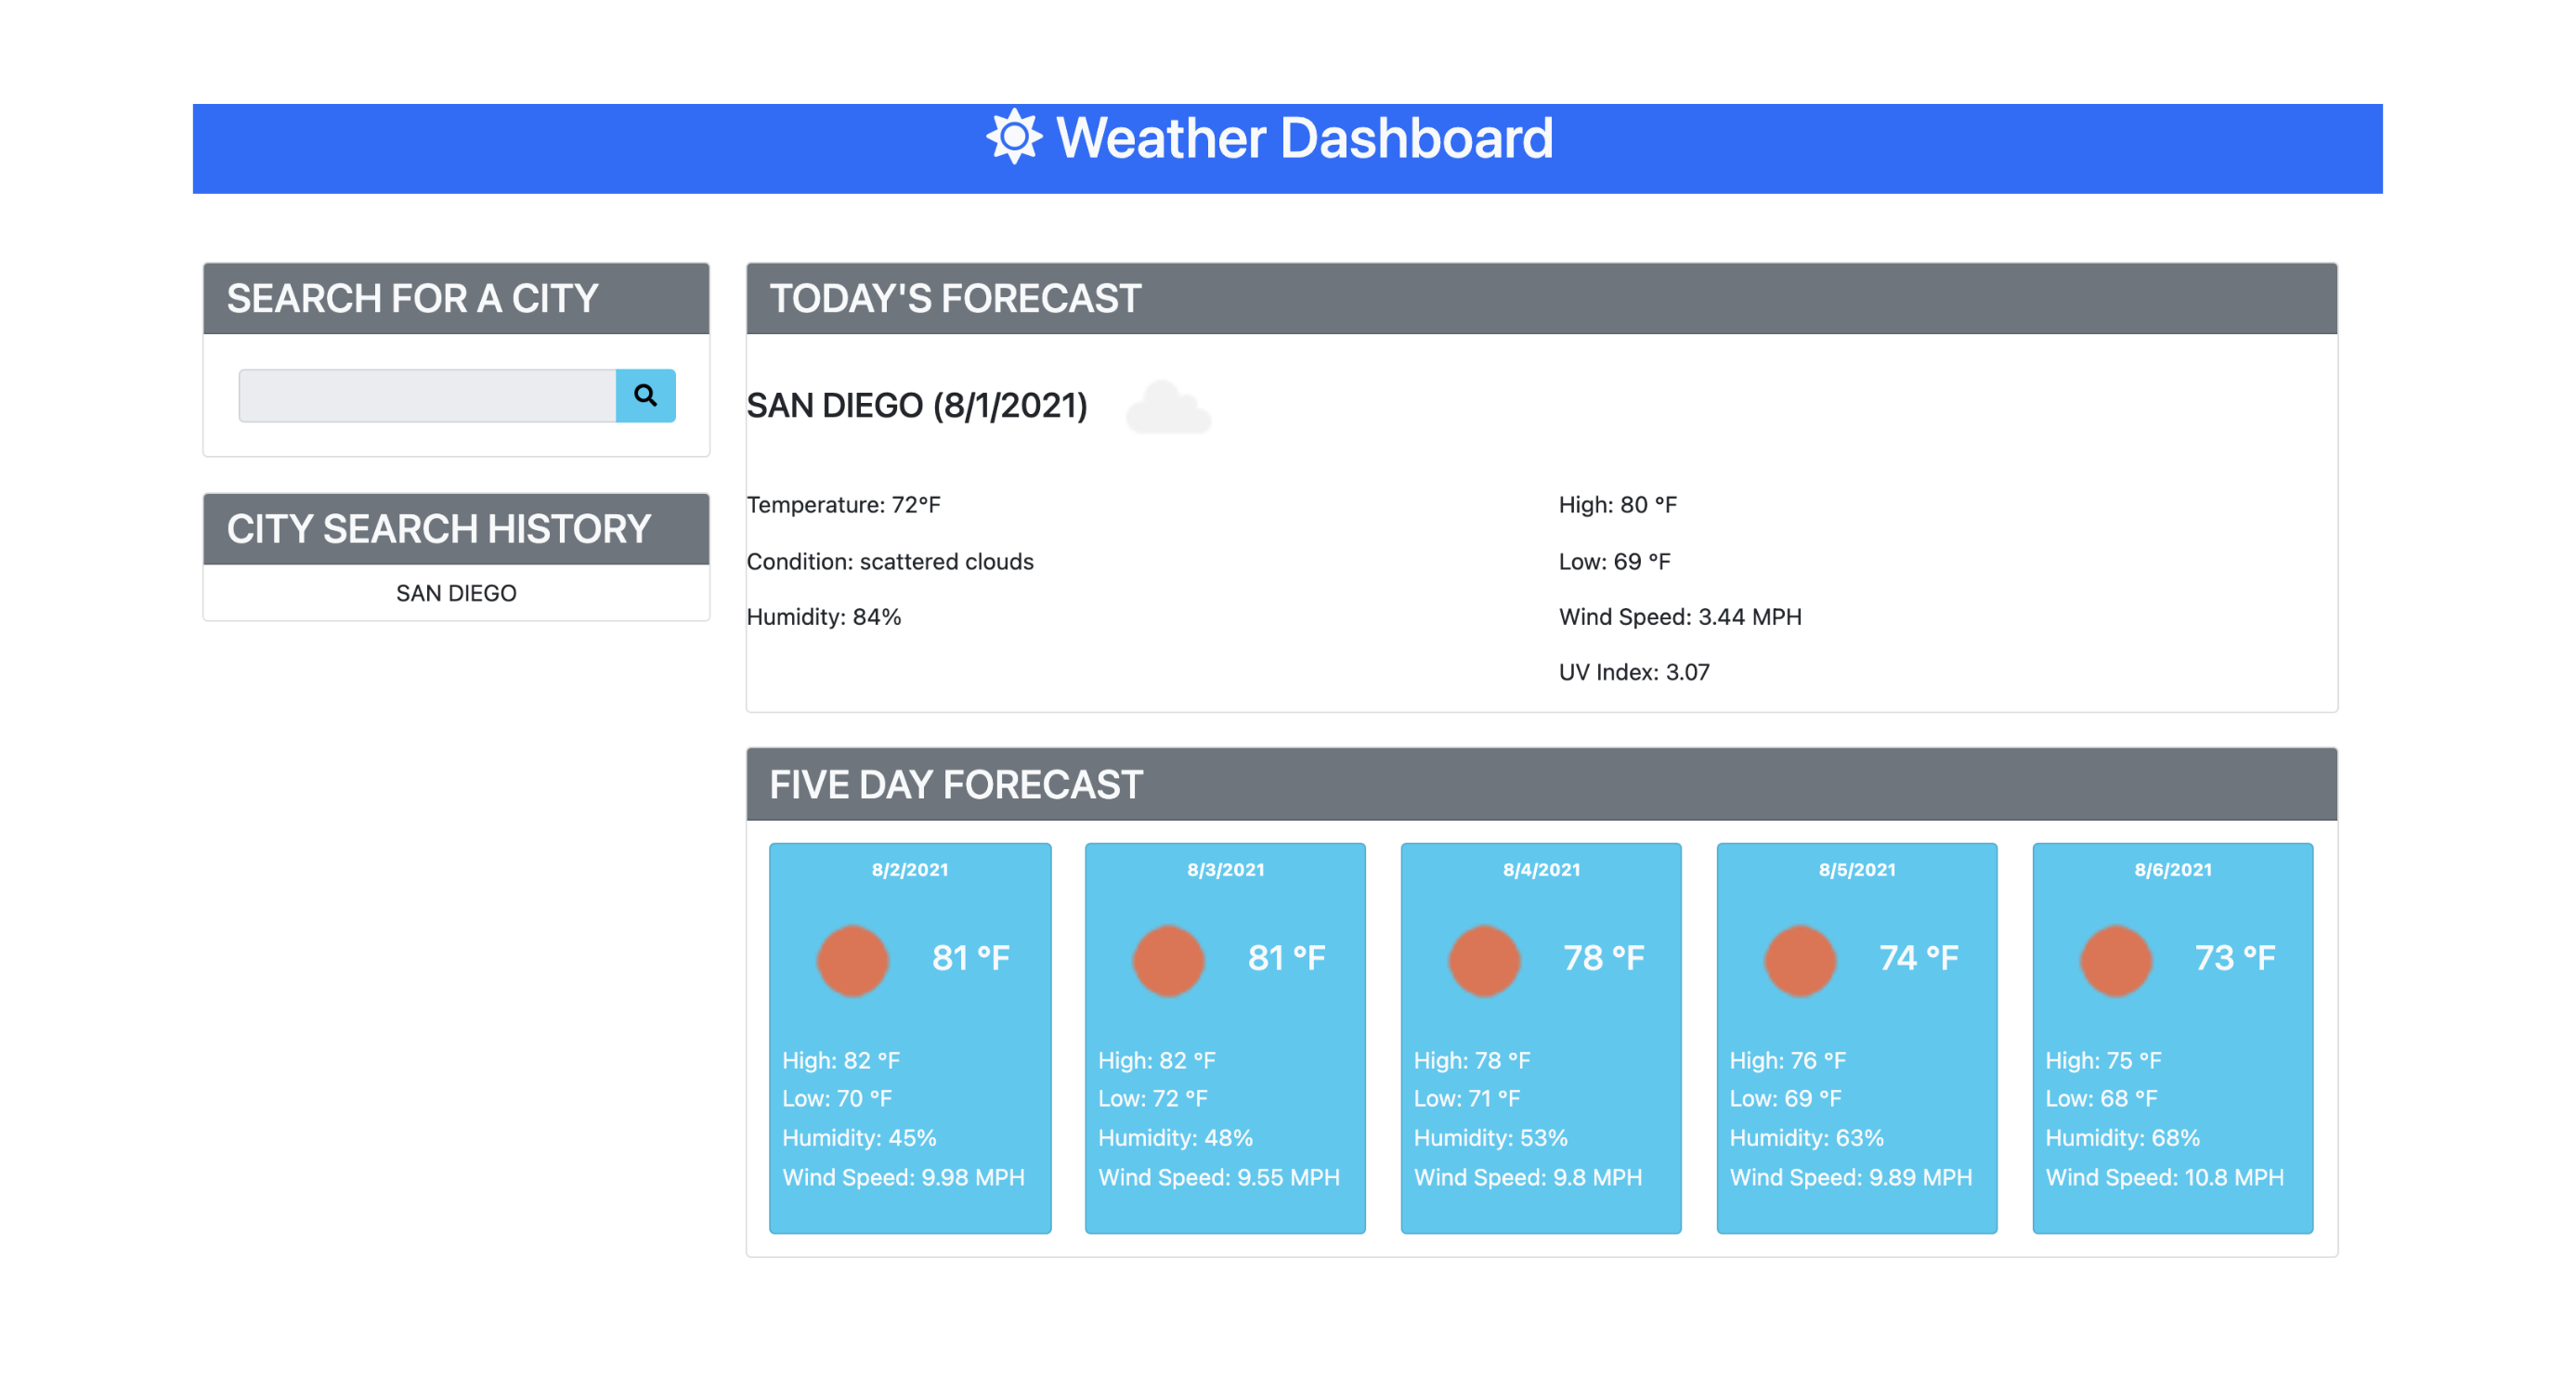 Weather Dashboard
SEARCH FOR A CITY
CITY SEARCH HISTORY
SAN DIEGO
TODAY'S FORECAST
SAN DIEGO (8/1/2021)
Temperature: 72°F
Condition: scattered clouds
Humidity: 84%
High: 80 °F
Low: 69 °F
Wind Speed: 3.44 MPH
UV Index: 3.07
FIVE DAY FORECAST
8/2/2021
81 °F
High: 82 °F
Low: 70 °F
Humidity: 45%
Wind Speed: 9.98 MPH
8/3/2021
81 °F
High: 82 °F
Low: 72 °F
Humidity: 48%
Wind Speed: 9.55 MPH
8/4/2021
78 °F
High: 78 °F
Low: 71 °F
Humidity: 53%
Wind Speed: 9.8 MPH
8/5/2021
74 °F
High: 76 °F
Low: 69 °F
Humidity: 63%
Wind Speed: 9.89 MPH
8/6/2021
73 °F
High: 75 °F
Low: 68 °F
Humidity: 68%
Wind Speed: 10.8 MPH